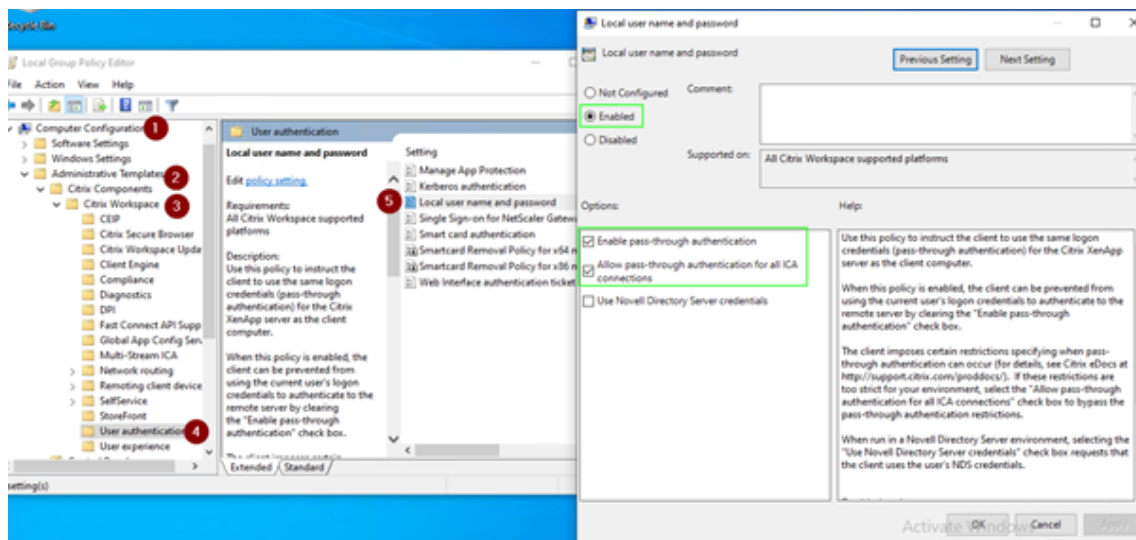 Recycle Bin
Local Group Policy Editor
File Action View Help
Computer Configuration 1
Software Settings
Windows Settings
Administrative Templates 2
Citrix Components
Citrix Workspace 3
CEIP
Citrix Secure Browser
Citrix Workspace Upda
Client Engine
Compliance
Diagnostics
DPI
Fast Connect API Supp
Global App Config Serv
Multi-Stream ICA
Network routing
Remoting client device
SelfService
StoreFront
User authentication 4
User experience
setting(s)
User authentication
Local user name and password
Edit policy setting.
Requirements:
All Citrix Workspace supported
platforms
Description:
Use this policy to instruct the
client to use the same logon
credentials (pass-through
authentication) for the Citrix
XenApp server as the client
computer.
When this policy is enabled, the
client can be prevented from
using the current user's logon
credentials to authenticate to the
remote server by clearing
the "Enable pass-through
authentication" check box.
Extended Standard
Setting
Manage App Protection
Kerberos authentication
5 Local user name and password
Single Sign-on for NetScaler Gatew
Smart card authentication
Smartcard Removal Policy for x64 m
Smartcard Removal Policy for x86 m
Web Interface authentication ticket
Local user name and password
Local user name and password
Previous Setting Next Setting
Not Configured Comment:
Enabled
Disabled
Supported on: All Citrix Workspace supported platforms
Options:
Enable pass-through authentication
Allow pass-through authentication for all ICA
connections
Use Novell Directory Server credentials
Help:
Use this policy to instruct the client to use the same logon
credentials (pass-through authentication) for the Citrix XenApp
server as the client computer.
When this policy is enabled, the client can be prevented from
using the current user's logon credentials to authenticate to the
remote server by clearing the "Enable pass-through
authentication" check box.
The client imposes certain restrictions specifying when pass-
through authentication can occur (for details, see Citrix eDocs at
http://support.citrix.com/proddocs/). If these restrictions are
too strict for your environment, select the "Allow pass-through
authentication for all ICA connections" check box to bypass the
pass-through authentication restrictions.
When run in a Novell Directory Server environment, selecting the
"Use Novell Directory Server credentials" check box requests that
the client uses the user's NDS credentials.
Activate Windows
OK Cancel Apply